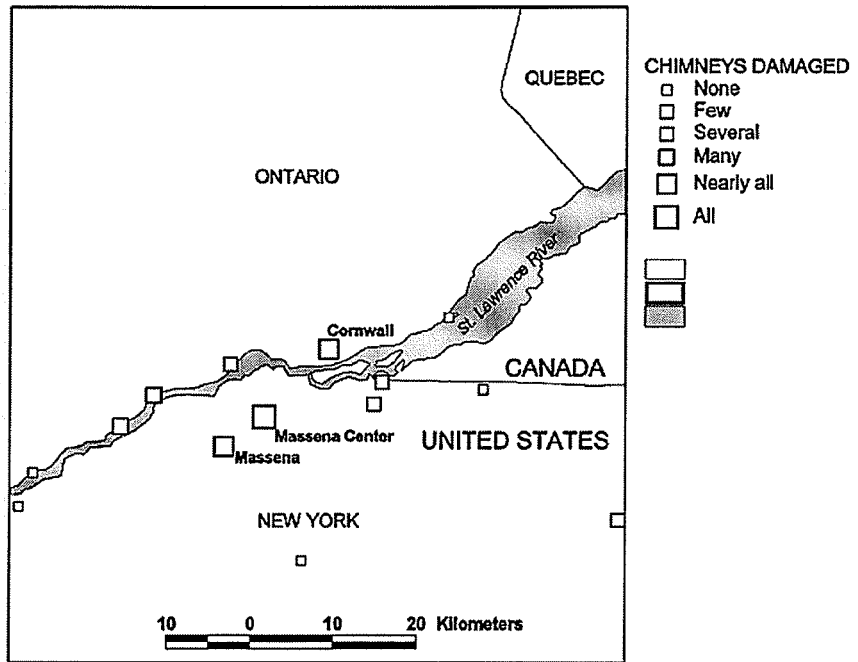 QUEBEC
ONTARIO
St. Lawrence River
Cornwall
CANADA
Massena Center
UNITED STATES
Massena
NEW YORK
10 0 10 20 Kilometers
CHIMNEYS DAMAGED
None
Few
Several
Many
Nearly all
All